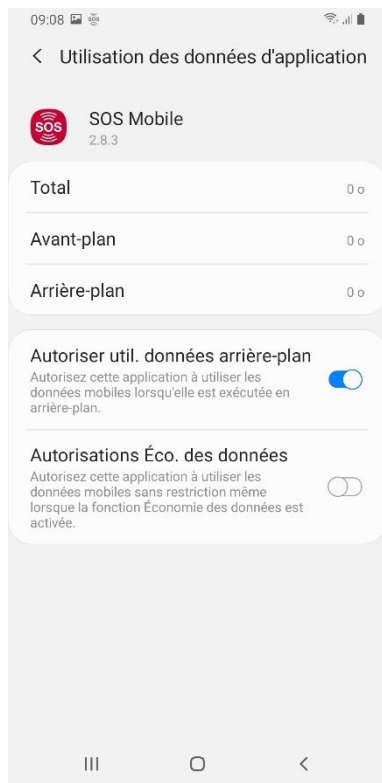 09:08
Utilisation des données d'application
SOS
SOS Mobile
2.8.3
Total 0 o
Avant-plan 0 o
Arrière-plan 0 o
Autoriser util. données arrière-plan
Autorisez cette application à utiliser les
données mobiles lorsqu'elle est exécutée en
arrière-plan.
Autorisations Éco. des données
Autorisez cette application à utiliser les
données mobiles sans restriction même
lorsque la fonction Économie des données est
activée.